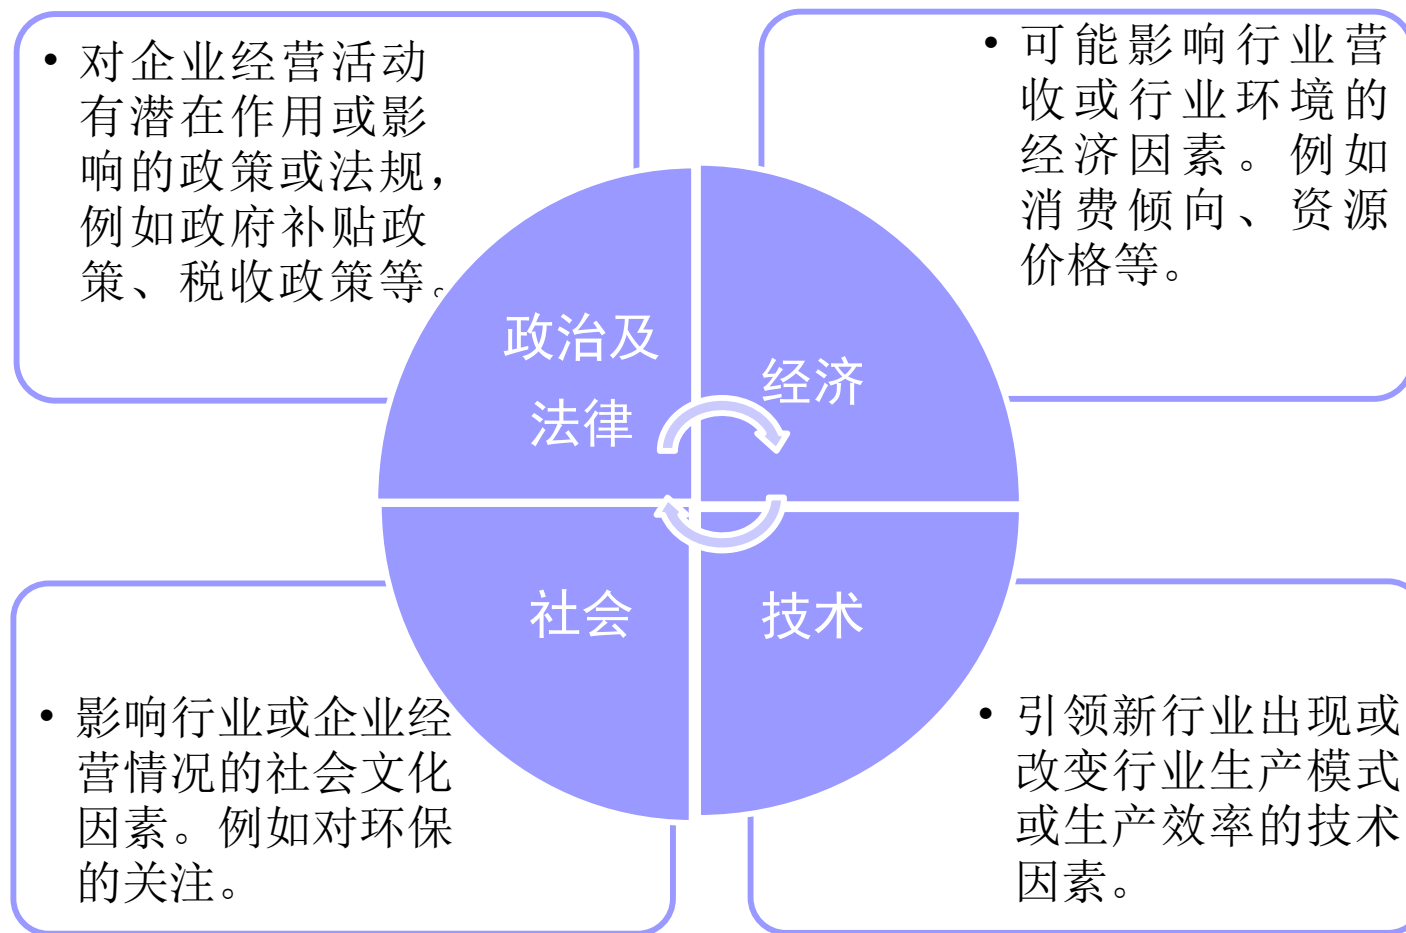 • 对企业经营活动
有潜在作用或影
响的政策或法规，
例如政府补贴政
策、税收政策等。
• 可能影响行业营
收或行业环境的
经济因素。例如
消费倾向、资源
价格等。
政治及
法律
经济
社会
技术
• 影响行业或企业经
营情况的社会文化
因素。例如对环保
的关注。
• 引领新行业出现或
改变行业生产模式
或生产效率的技术
因素。